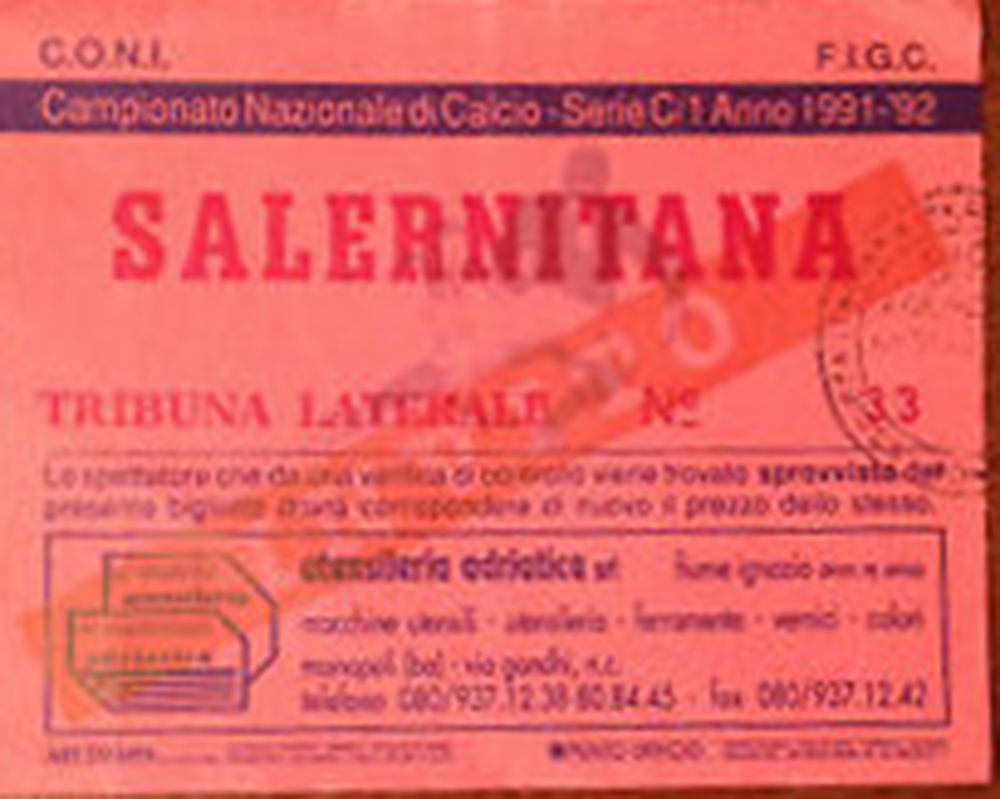 C.O.N.I. F.I.G.C.
Campionato Nazionale di Calcio - Serie C/1 Anno 1991-'92
SALERNITANA
TRIBUNA LATERALE Nº 33
Lo spettatore che da una verifica di controllo viene trovato sprovvisto del
presente biglietto dovrà corrispondere di nuovo il prezzo dello stesso.
utensileria adriatica srl fiume ignazio
macchine utensili · utensileria · ferramenta · vernici · colori
monopoli (ba) · via gandhi, n.c.
telefono 080/937.12.38-80.84.45 · fax 080/937.12.42
PUNTO UFFICIO